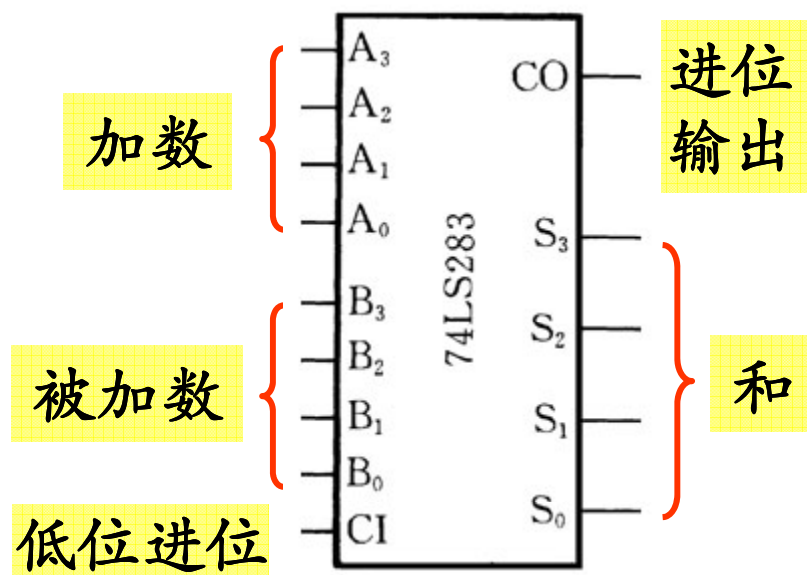 加数
被加数
低位进位
A₃
A₂
A₁
A₀
B₃
B₂
B₁
B₀
CI
74LS283
CO
S₃
S₂
S₁
S₀
进位
输出
和